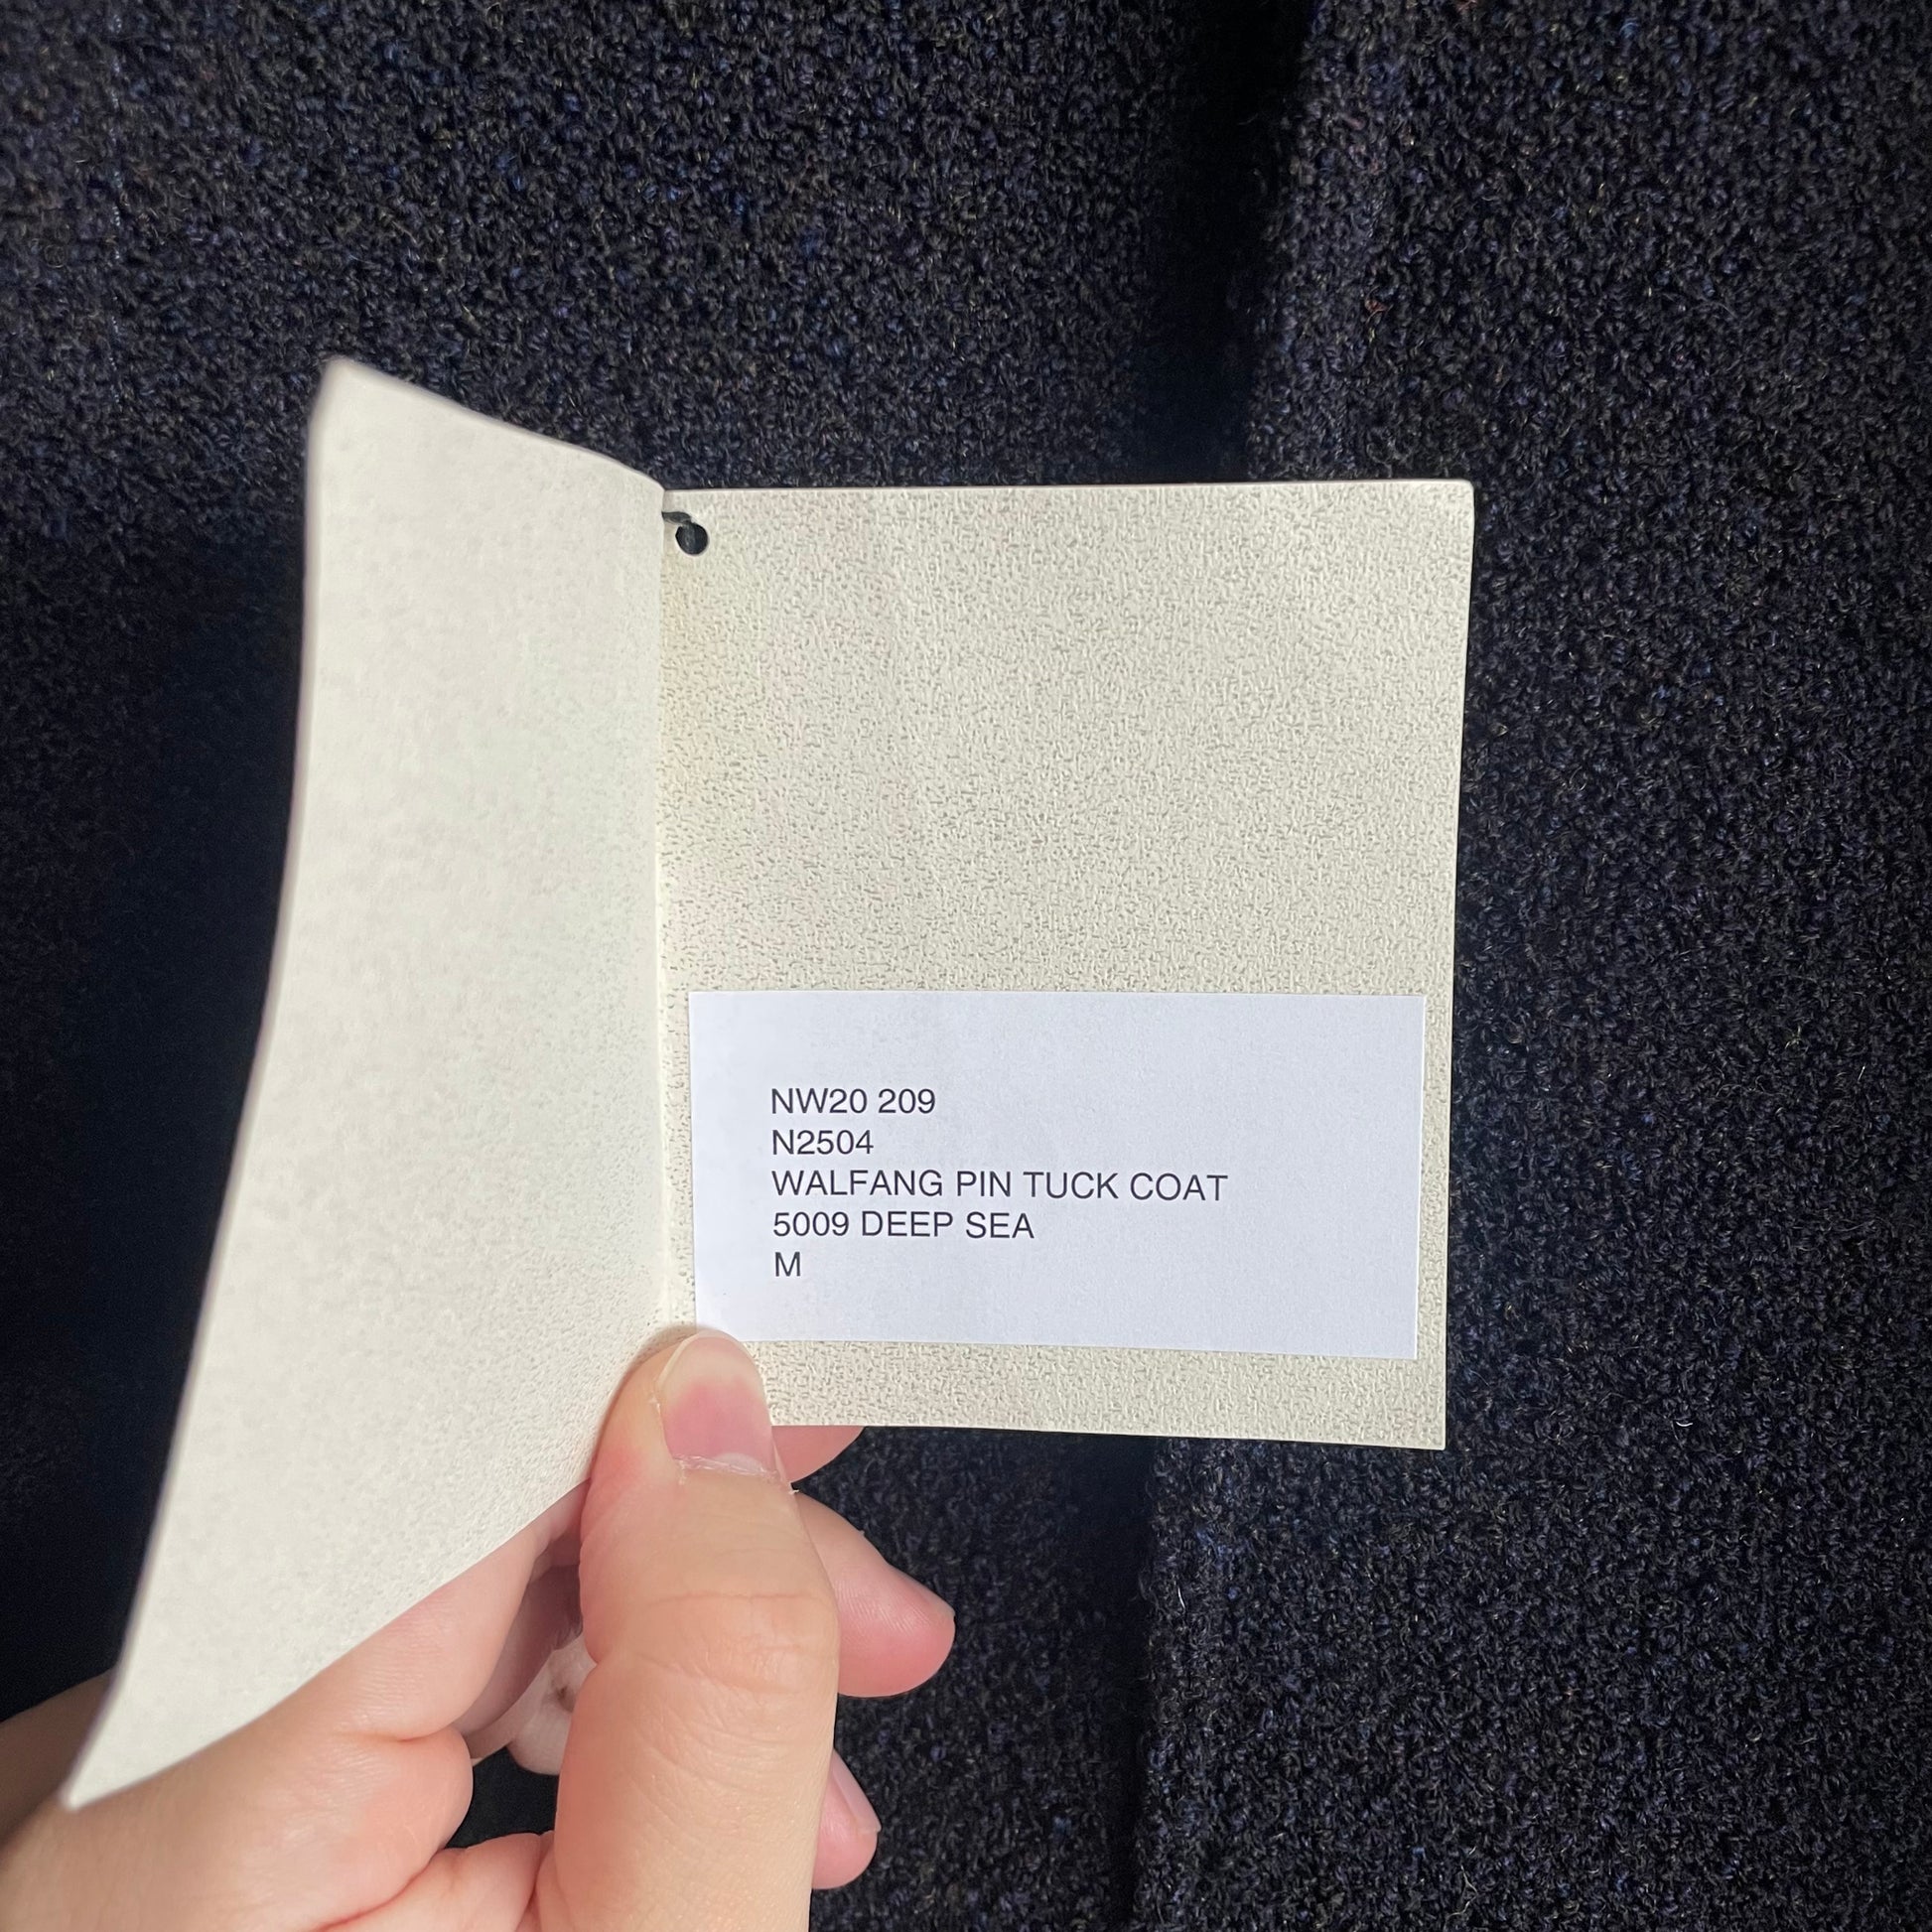 NW20 209
N2504
WALFANG PIN TUCK COAT
5009 DEEP SEA
M